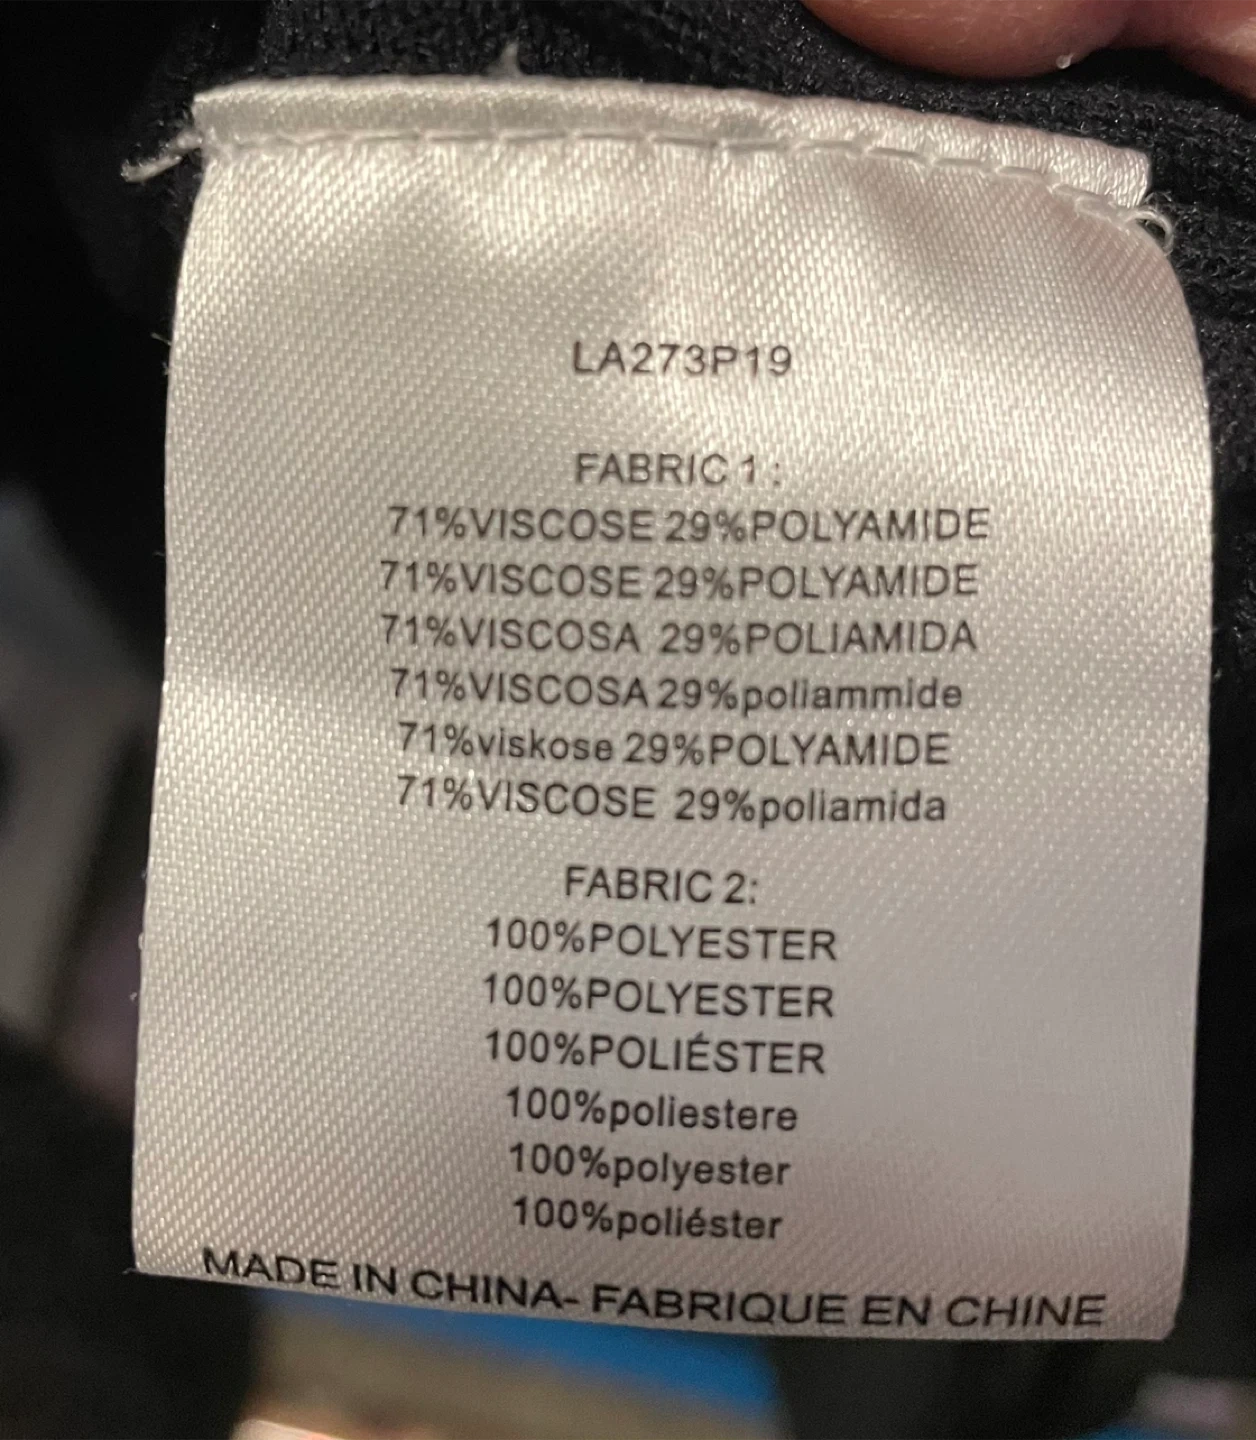 LA273P19
FABRIC 1 :
71%VISCOSE 29%POLYAMIDE
71%VISCOSE 29%POLYAMIDE
71%VISCOSA 29%POLIAMIDA
71%VISCOSA 29%poliammide
71%viskose 29%POLYAMIDE
71%VISCOSE 29%poliamida
FABRIC 2:
100%POLYESTER
100%POLYESTER
100%POLIÉSTER
100%poliestere
100%polyester
100%poliéster
MADE IN CHINA- FABRIQUE EN CHINE